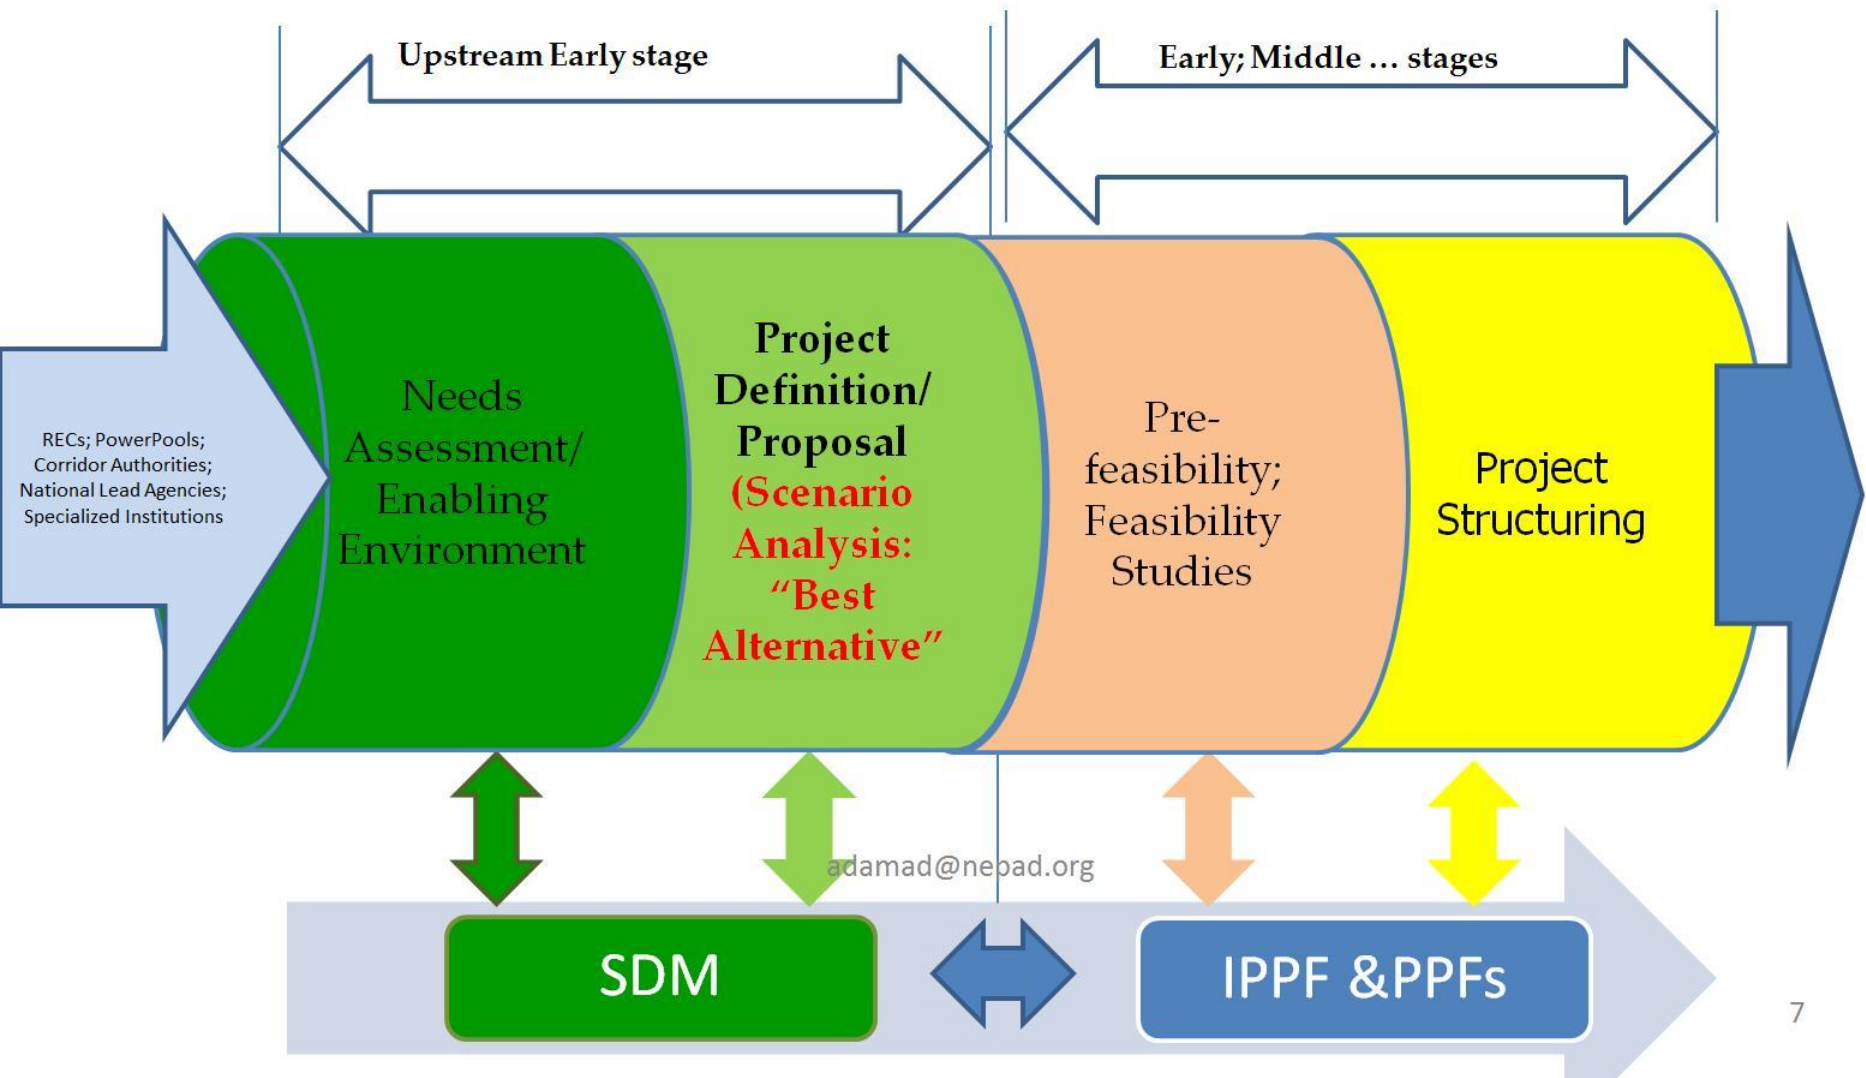 Upstream Early stage
Early; Middle ... stages
RECs; PowerPools;
Corridor Authorities;
National Lead Agencies;
Specialized Institutions
Needs
Assessment/
Enabling
Environment
Project
Definition/
Proposal
(Scenario
Analysis:
“Best
Alternative”
Pre-
feasibility;
Feasibility
Studies
Project
Structuring
adamad@nepad.org
SDM
IPPF &PPFs
7